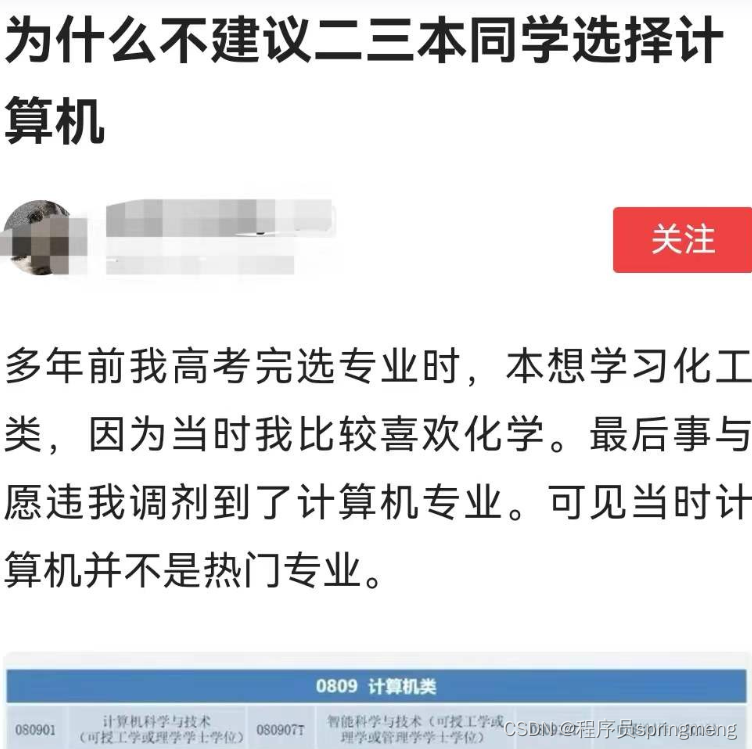 为什么不建议二三本同学选择计
算机
关注
多年前我高考完选专业时，本想学习化工
类，因为当时我比较喜欢化学。最后事与
愿违我调剂到了计算机专业。可见当时计
算机并不是热门专业。
0809 计算机类
080901 计算机科学与技术 080907T 智能科学与技术（可授工学或
（可授工学或理学学士学位） 理学或管理学学士学位）
CSDN @程序员springmeng